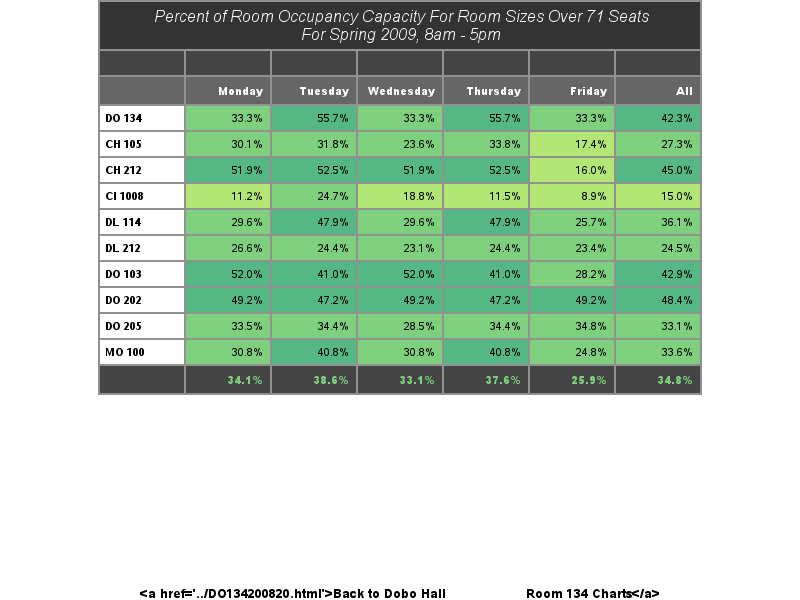 Percent of Room Occupancy Capacity For Room Sizes Over 71 Seats
For Spring 2009, 8am - 5pm
Monday Tuesday Wednesday Thursday Friday All
DO 134 33.3% 55.7% 33.3% 55.7% 33.3% 42.3%
CH 105 30.1% 31.8% 23.6% 33.8% 17.4% 27.3%
CH 212 51.9% 52.5% 51.9% 52.5% 16.0% 45.0%
CI 1008 11.2% 24.7% 18.8% 11.5% 8.9% 15.0%
DL 114 29.6% 47.9% 29.6% 47.9% 25.7% 36.1%
DL 212 26.6% 24.4% 23.1% 24.4% 23.4% 24.5%
DO 103 52.0% 41.0% 52.0% 41.0% 28.2% 42.9%
DO 202 49.2% 47.2% 49.2% 47.2% 49.2% 48.4%
DO 205 33.5% 34.4% 28.5% 34.4% 34.8% 33.1%
MO 100 30.8% 40.8% 30.8% 40.8% 24.8% 33.6%
34.1% 38.6% 33.1% 37.6% 25.9% 34.8%
<a href='../DO134200820.html'>Back to Dobo Hall Room 134 Charts</a>